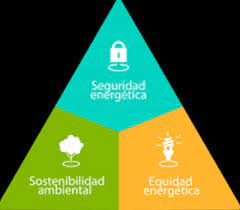 Seguridad
energética
Sostenibilidad
ambiental
Equidad
energética